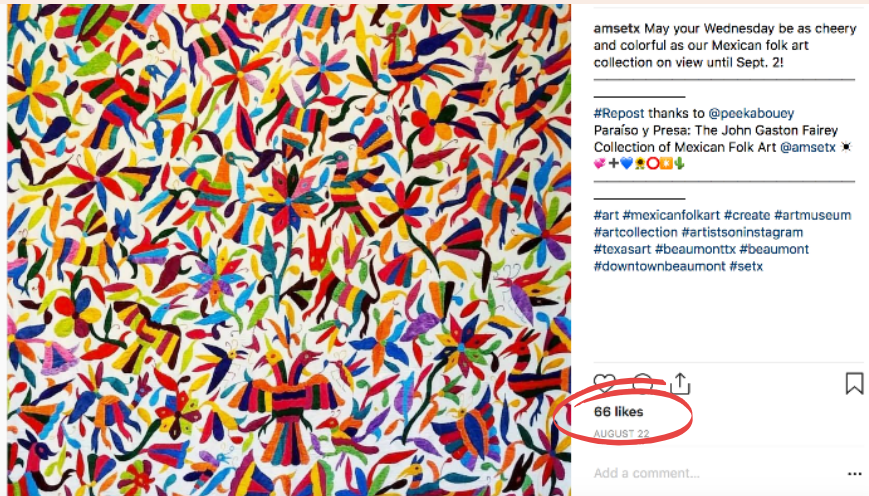 amsetx May your Wednesday be as cheery
and colorful as our Mexican folk art
collection on view until Sept. 2!
#Repost thanks to @peekabouey
Paraíso y Presa: The John Gaston Fairey
Collection of Mexican Folk Art @amsetx ☀
💞➕💙🌻⭕💟🌵
#art #mexicanfolkart #create #artmuseum
#artcollection #artistsoninstagram
#texasart #beaumonttx #beaumont
#downtownbeaumont #setx
66 likes
AUGUST 22
Add a comment...